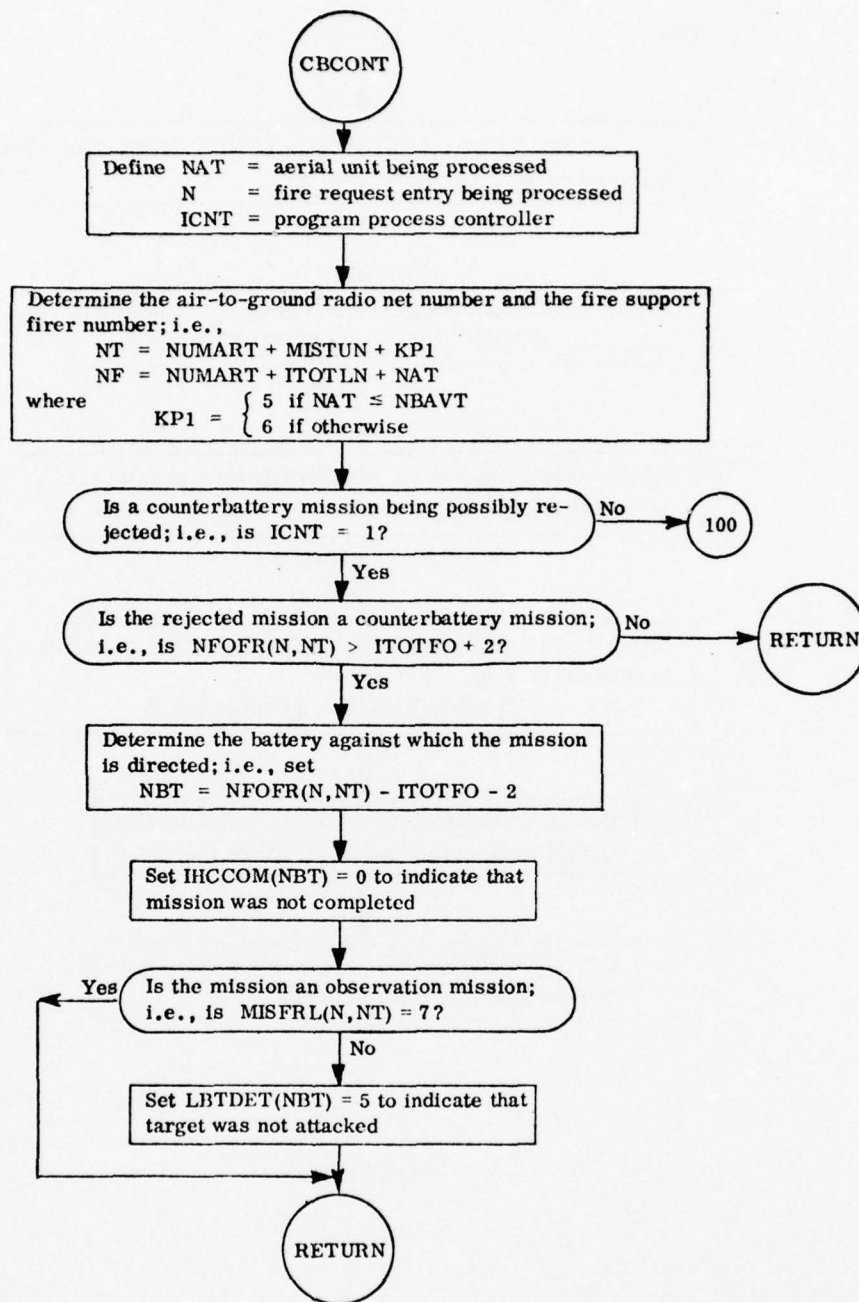 CBCONT
Define NAT = aerial unit being processed
N = fire request entry being processed
ICNT = program process controller
Determine the air-to-ground radio net number and the fire support
firer number; i.e.,
NT = NUMART + MISTUN + KP1
NF = NUMART + ITOTLN + NAT
where
KP1 = { 5 if NAT ≤ NBAVT
6 if otherwise
Is a counterbattery mission being possibly re-
jected; i.e., is ICNT = 1?
No
100
Yes
Is the rejected mission a counterbattery mission;
i.e., is NFOFR(N,NT) > ITOTFO + 2?
No
RETURN
Yes
Determine the battery against which the mission
is directed; i.e., set
NBT = NFOFR(N,NT) - ITOTFO - 2
Set IHCCOM(NBT) = 0 to indicate that
mission was not completed
Is the mission an observation mission;
i.e., is MISFRL(N,NT) = 7?
Yes
No
Set LBTDET(NBT) = 5 to indicate that
target was not attacked
RETURN